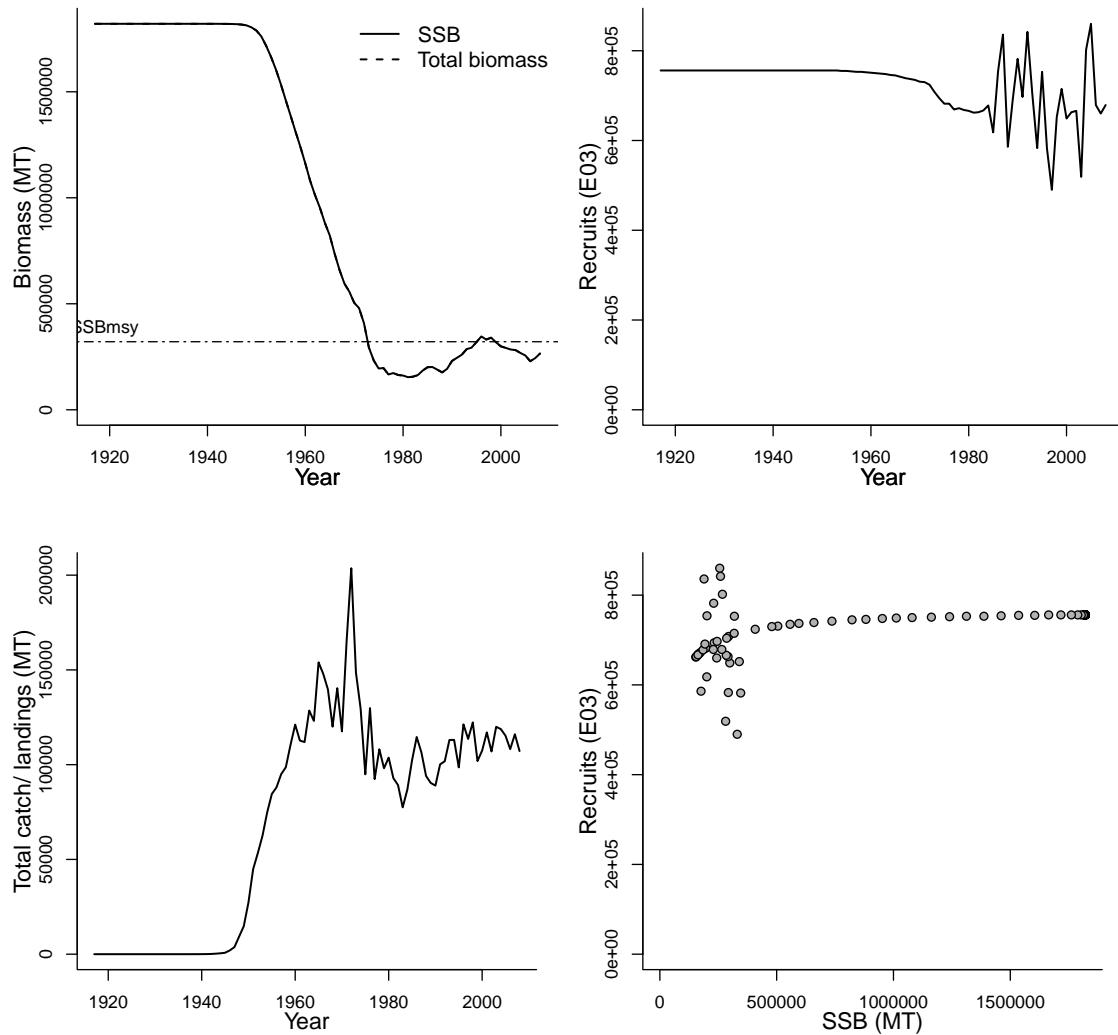 SSB
Total biomass
SSBmsy
Biomass (MT)
0
500000
1000000
1500000
1920
1940
1960
1980
2000
Year
Recruits (E03)
0e+00
2e+05
4e+05
6e+05
8e+05
1920
1940
1960
1980
2000
Year
Total catch/ landings (MT)
0
50000
100000
150000
200000
1920
1940
1960
1980
2000
Year
Recruits (E03)
0e+00
2e+05
4e+05
6e+05
8e+05
0
500000
1000000
1500000
SSB (MT)